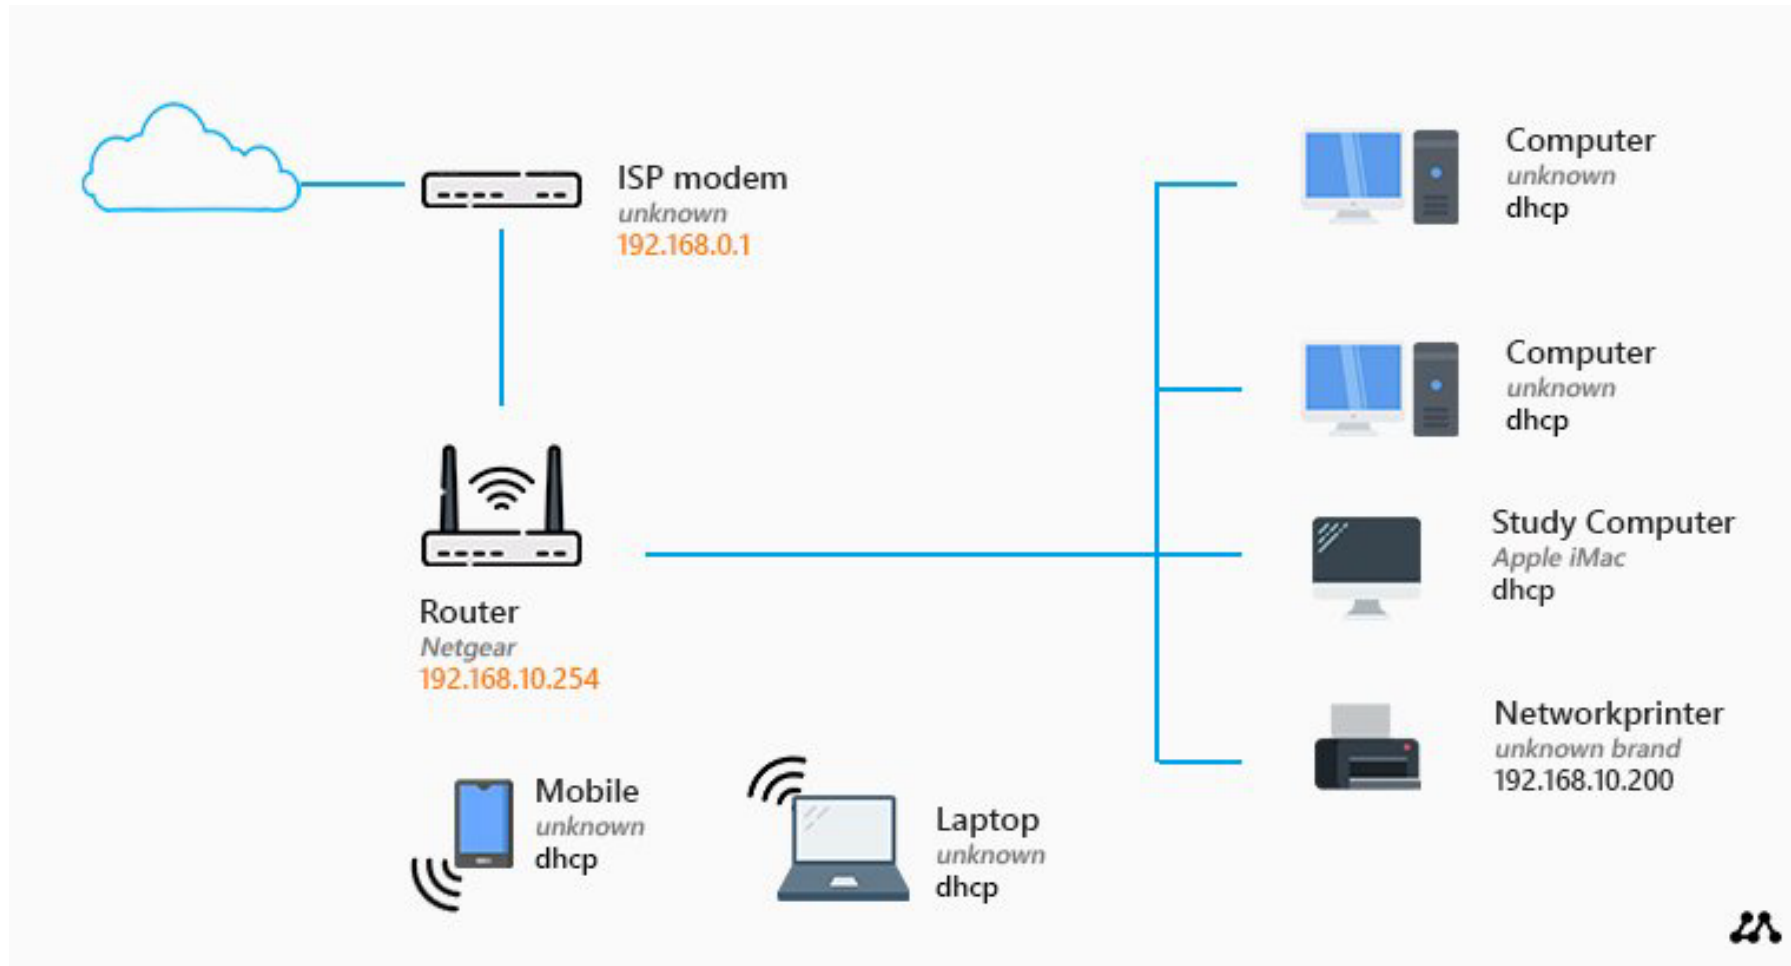 ISP modem
unknown
192.168.0.1
Computer
unknown
dhcp
Computer
unknown
dhcp
Study Computer
Apple iMac
dhcp
Router
Netgear
192.168.10.254
Networkprinter
unknown brand
192.168.10.200
Mobile
unknown
dhcp
Laptop
unknown
dhcp